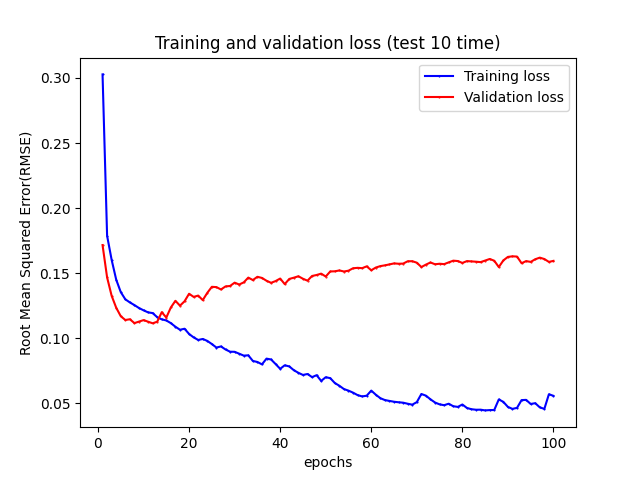 Training and validation loss (test 10 time)
Training loss
Validation loss
Root Mean Squared Error(RMSE)
0.30
0.25
0.20
0.15
0.10
0.05
0
20
40
60
80
100
epochs